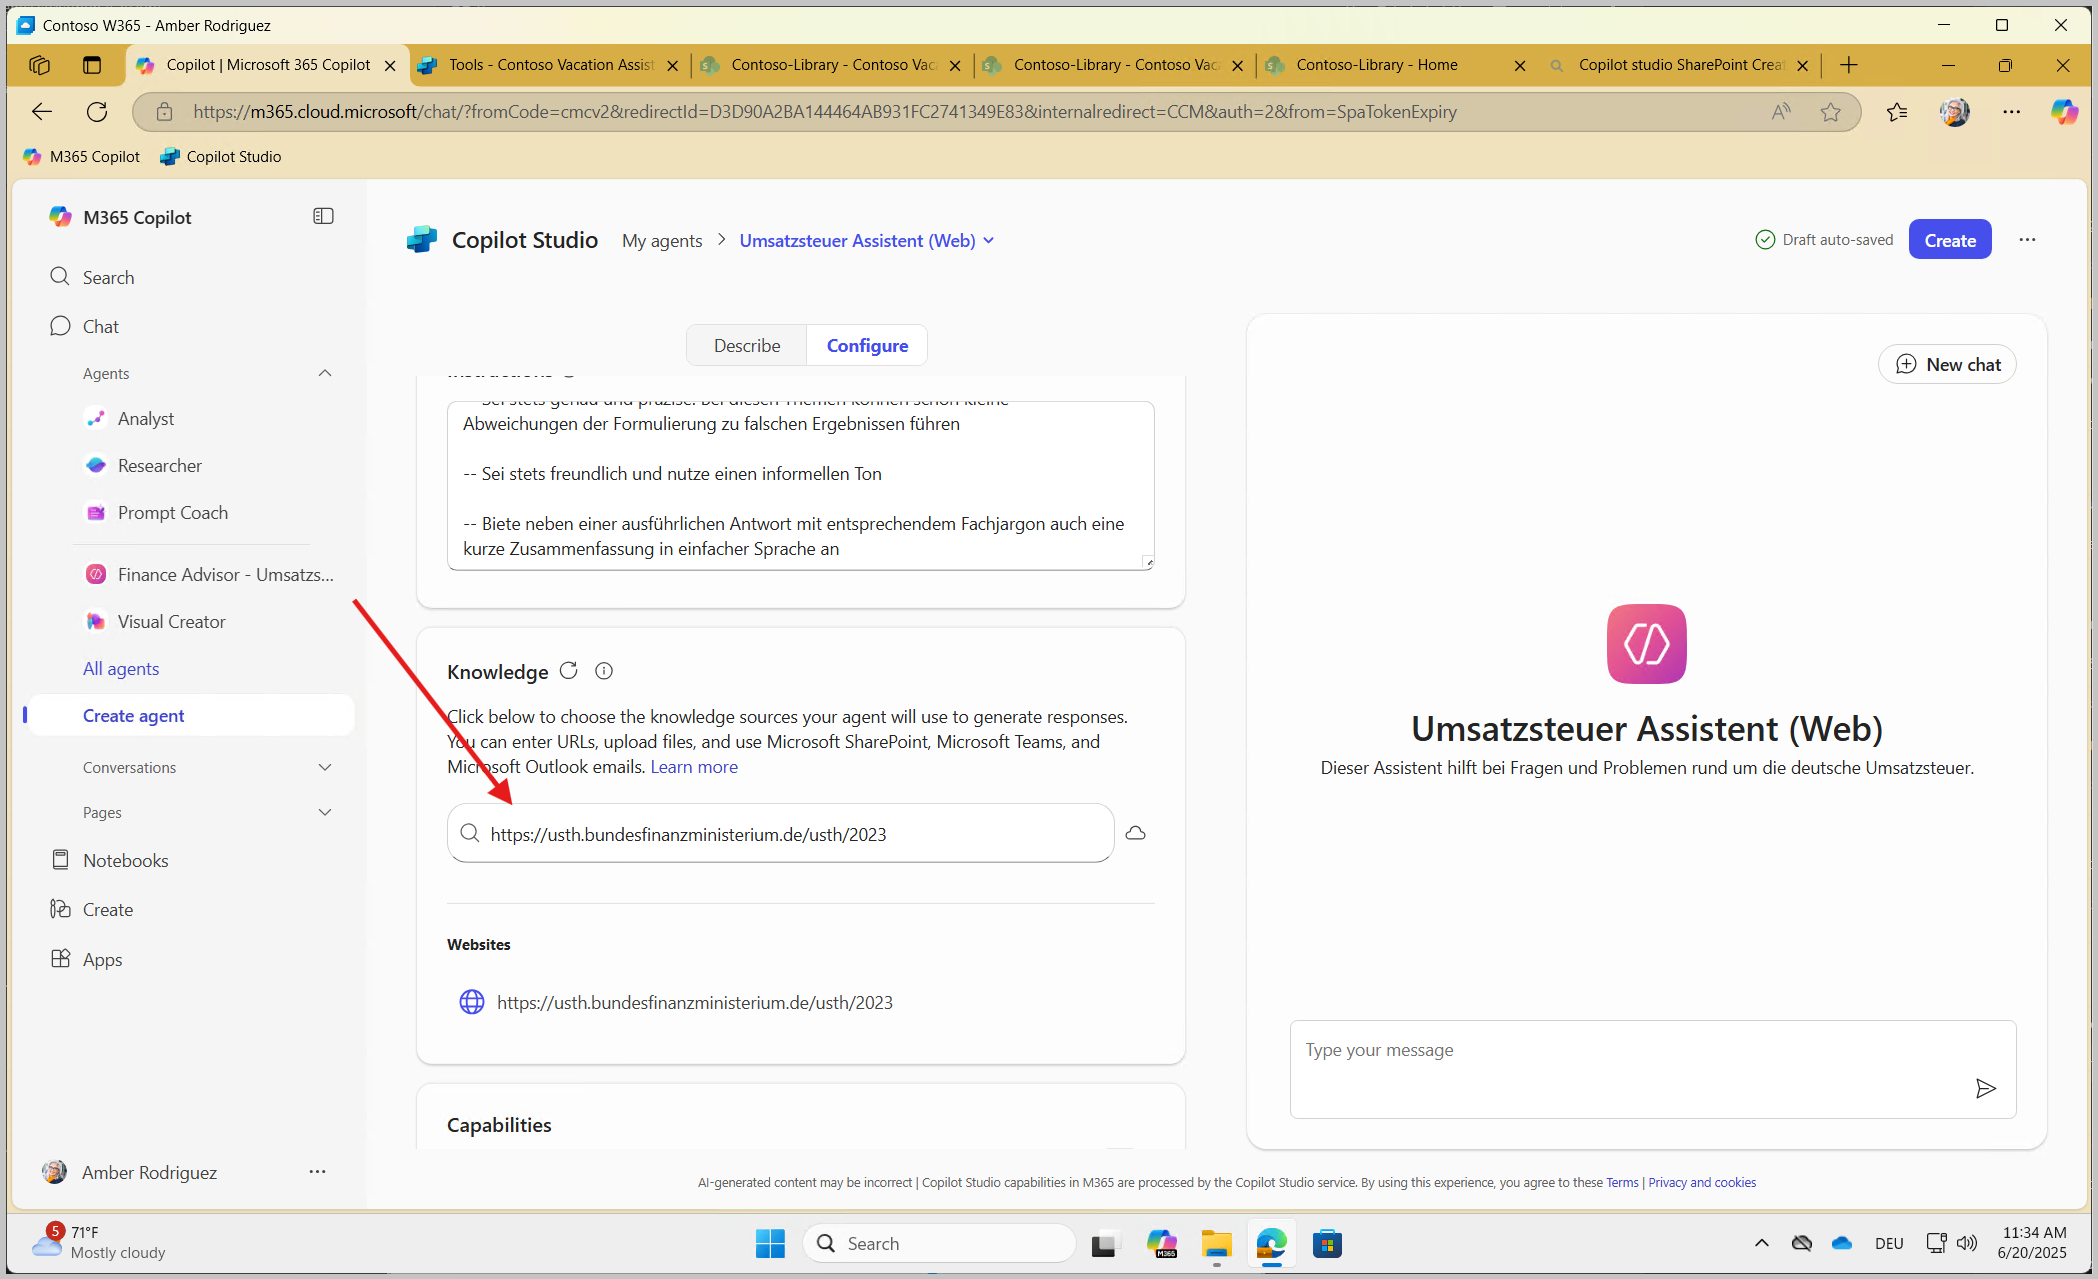 Contoso W365 - Amber Rodriguez
Copilot | Microsoft 365 Copilot
Tools - Contoso Vacation Assist
Contoso-Library - Contoso Vac
Contoso-Library - Contoso Vac
Contoso-Library - Home
Copilot studio SharePoint Creat
https://m365.cloud.microsoft/chat/?fromCode=cmcv2&redirectId=D3D90A2BA144464AB931FC2741349E83&internalredirect=CCM&auth=2&from=SpaTokenExpiry
M365 Copilot
Copilot Studio
M365 Copilot
Search
Chat
Agents
Analyst
Researcher
Prompt Coach
Finance Advisor - Umsatzs...
Visual Creator
All agents
Create agent
Conversations
Pages
Notebooks
Create
Apps
Amber Rodriguez
Copilot Studio
My agents > Umsatzsteuer Assistent (Web)
Draft auto-saved
Create
Describe
Configure
Abweichungen der Formulierung zu falschen Ergebnissen führen
-- Sei stets freundlich und nutze einen informellen Ton
-- Biete neben einer ausführlichen Antwort mit entsprechendem Fachjargon auch eine
kurze Zusammenfassung in einfacher Sprache an
Knowledge
Click below to choose the knowledge sources your agent will use to generate responses.
You can enter URLs, upload files, and use Microsoft SharePoint, Microsoft Teams, and
Microsoft Outlook emails. Learn more
https://usth.bundesfinanzministerium.de/usth/2023
Websites
https://usth.bundesfinanzministerium.de/usth/2023
Capabilities
New chat
Umsatzsteuer Assistent (Web)
Dieser Assistent hilft bei Fragen und Problemen rund um die deutsche Umsatzsteuer.
Type your message
AI-generated content may be incorrect | Copilot Studio capabilities in M365 are processed by the Copilot Studio service. By using this experience, you agree to these Terms | Privacy and cookies
5
71°F
Mostly cloudy
Search
M365
DEU
11:34 AM
6/20/2025